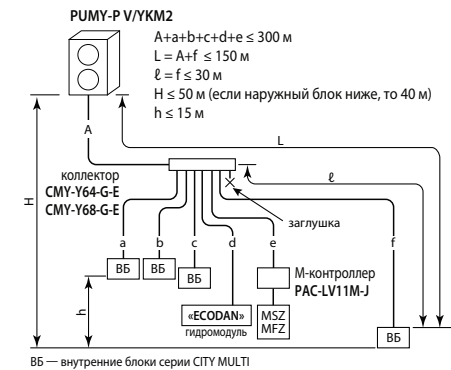 PUMY-P V/YKM2
A+a+b+c+d+e ≤ 300 м
L = A+f ≤ 150 м
ℓ = f ≤ 30 м
H ≤ 50 м (если наружный блок ниже, то 40 м)
h ≤ 15 м
A
L
H
коллектор
CMY-Y64-G-E
CMY-Y68-G-E
ℓ
заглушка
a
b
c
d
e
f
ВБ
ВБ
ВБ
М-контроллер
PAC-LV11M-J
h
«ECODAN»
гидромодуль
MSZ
MFZ
ВБ
ВБ — внутренние блоки серии CITY MULTI